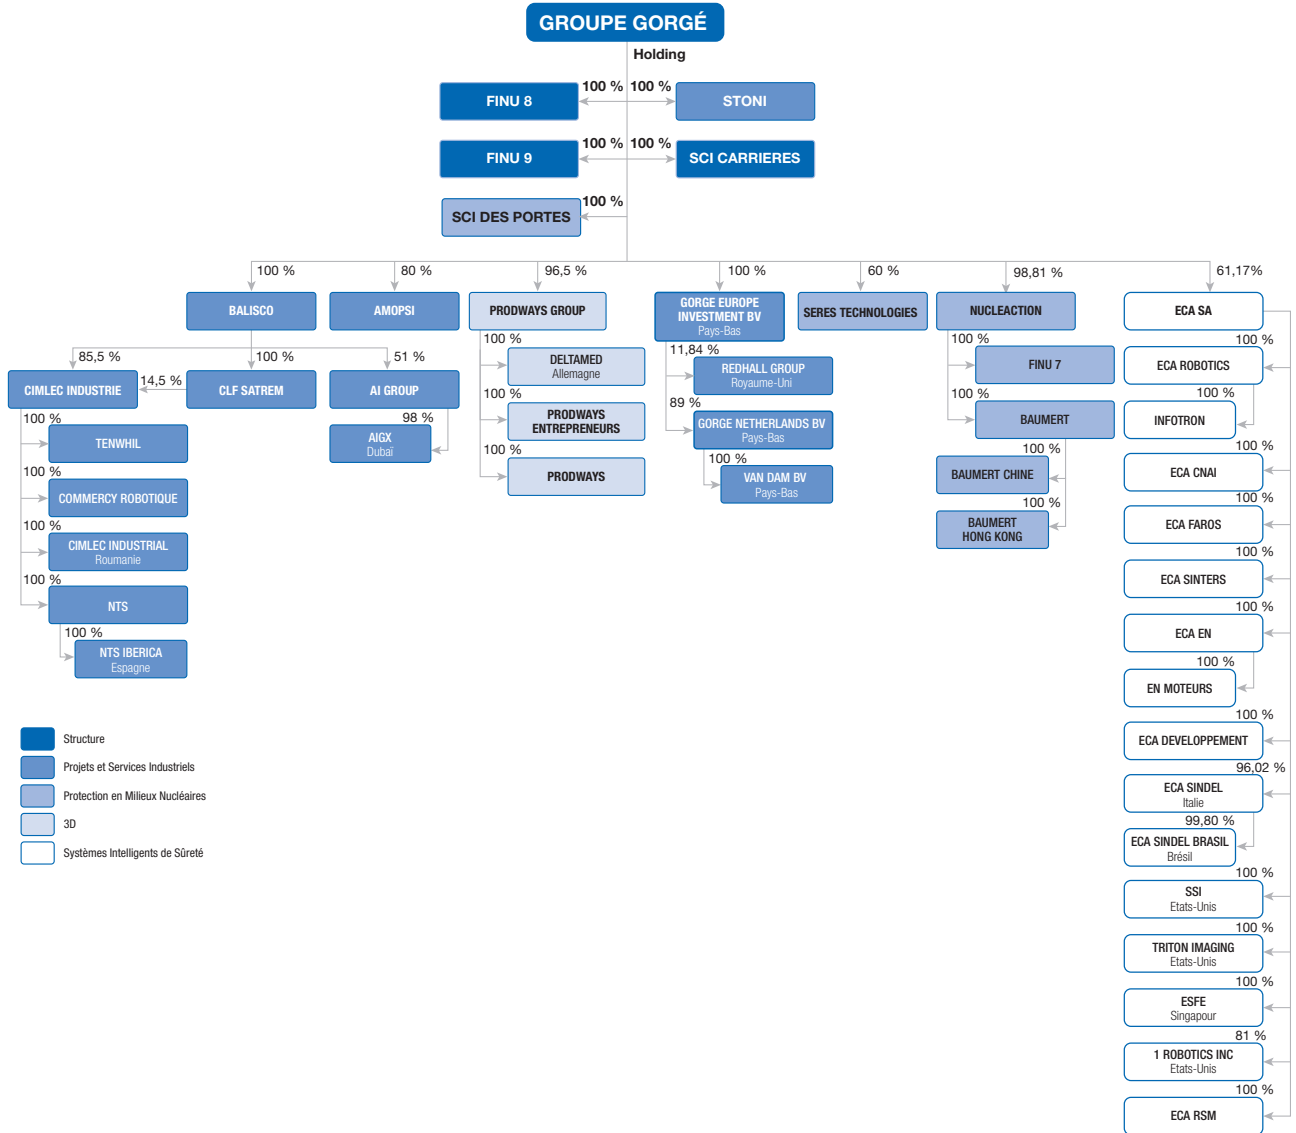 GROUPE GORGÉ
Holding
100 % 100 %
FINU 8
STONI
100 % 100 %
FINU 9
SCI CARRIERES
100 %
SCI DES PORTES
100 %
80 %
96,5 %
100 %
60 %
98,81 %
61,17%
BALISCO
AMOPSI
PRODWAYS GROUP
GORGE EUROPE
INVESTMENT BV
Pays-Bas
SERES TECHNOLOGIES
NUCLEACTION
ECA SA
85,5 %
100 %
51 %
CIMLEC INDUSTRIE
14,5 %
CLF SATREM
AI GROUP
100 %
TENWHIL
100 %
COMMERCY ROBOTIQUE
100 %
CIMLEC INDUSTRIAL
Roumanie
100 %
NTS
100 %
NTS IBERICA
Espagne
98 %
AIGX
Dubaï
100 %
DELTAMED
Allemagne
100 %
PRODWAYS
ENTREPRENEURS
100 %
PRODWAYS
11,84 %
REDHALL GROUP
Royaume-Uni
89 %
GORGE NETHERLANDS BV
Pays-Bas
100 %
VAN DAM BV
Pays-Bas
100 %
FINU 7
100 %
BAUMERT
100 %
BAUMERT CHINE
100 %
BAUMERT
HONG KONG
100 %
ECA ROBOTICS
100 %
INFOTRON
100 %
ECA CNAI
100 %
ECA FAROS
100 %
ECA SINTERS
100 %
ECA EN
100 %
EN MOTEURS
100 %
ECA DEVELOPPEMENT
96,02 %
ECA SINDEL
Italie
99,80 %
ECA SINDEL BRASIL
Brésil
100 %
SSI
Etats-Unis
100 %
TRITON IMAGING
Etats-Unis
100 %
ESFE
Singapour
81 %
1 ROBOTICS INC
Etats-Unis
100 %
ECA RSM
Structure
Projets et Services Industriels
Protection en Milieux Nucléaires
3D
Systèmes Intelligents de Sûreté